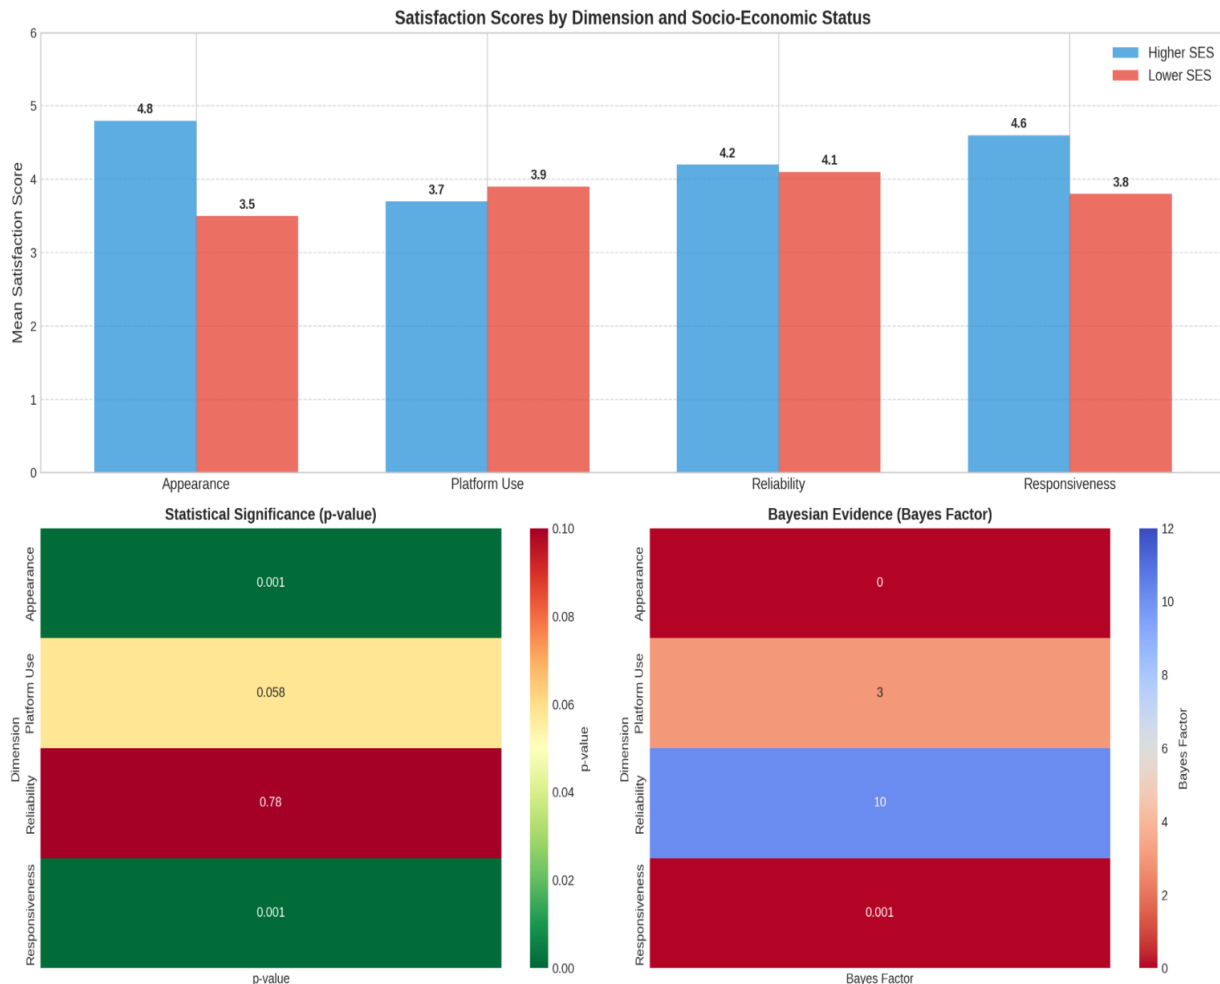 Satisfaction Scores by Dimension and Socio-Economic Status
Higher SES
Lower SES
Mean Satisfaction Score
6
5
4
3
2
1
0
4.8
3.5
3.7
3.9
4.2
4.1
4.6
3.8
Appearance
Platform Use
Reliability
Responsiveness
Statistical Significance (p-value)
Dimension
Appearance
Platform Use
Reliability
Responsiveness
0.001
0.058
0.78
0.001
p-value
0.10
0.08
0.06
0.04
0.02
0.00
p-value
Bayesian Evidence (Bayes Factor)
Dimension
Appearance
Platform Use
Reliability
Responsiveness
0
3
10
0.001
Bayes Factor
12
10
8
6
4
2
0
Bayes Factor